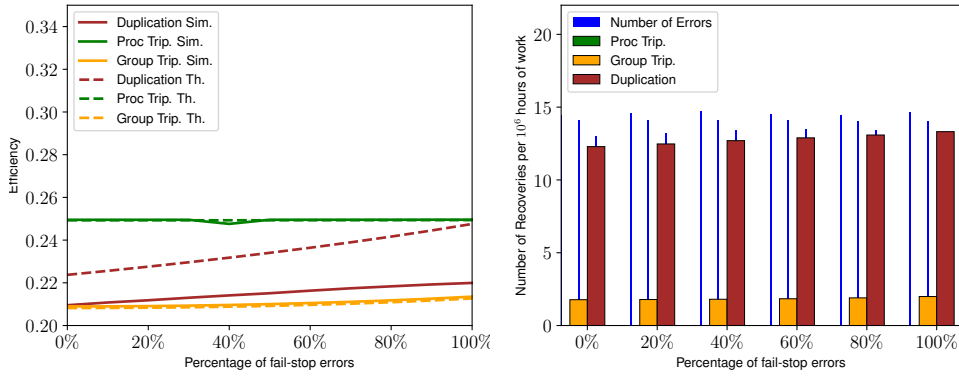 0.34
0.32
0.30
0.28
0.26
0.24
0.22
0.20
Efficiency
Duplication Sim.
Proc Trip. Sim.
Group Trip. Sim.
Duplication Th.
Proc Trip. Th.
Group Trip. Th.
0% 20% 40% 60% 80% 100%
Percentage of fail-stop errors
20
15
10
5
0
Number of Recoveries per 10⁶ hours of work
Number of Errors
Proc Trip.
Group Trip.
Duplication
0% 20% 40% 60% 80% 100%
Percentage of fail-stop errors